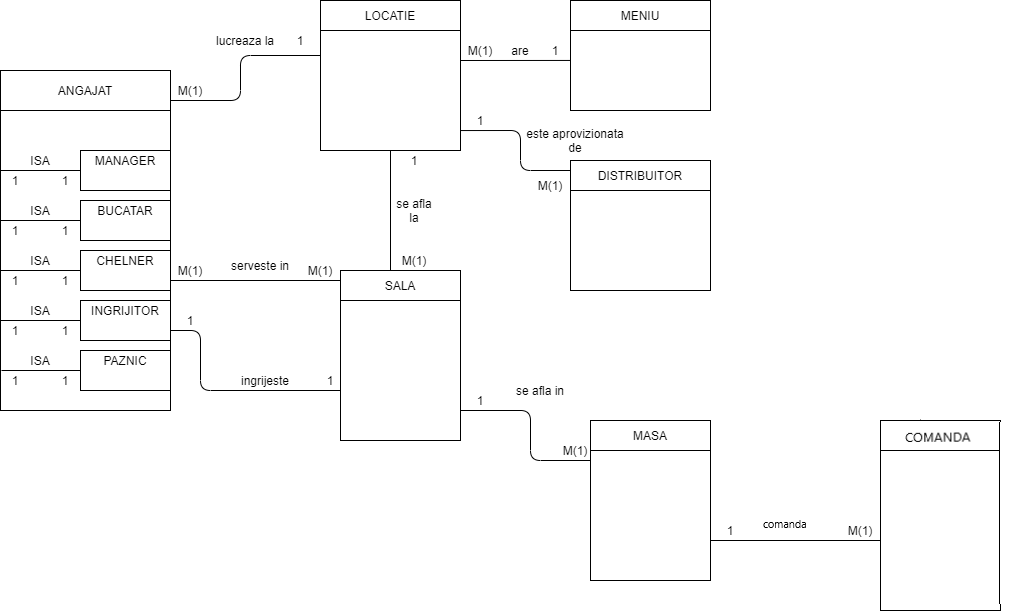 LOCATIE
MENIU
lucreaza la
1
M(1)
are
1
ANGAJAT
M(1)
1
este aprovizionata
de
ISA
MANAGER
1
1
1
DISTRIBUITOR
M(1)
ISA
BUCATAR
1
1
se afla
la
ISA
CHELNER
1
1
M(1)
serveste in
M(1)
M(1)
SALA
ISA
INGRIJITOR
1
1
1
ISA
PAZNIC
1
1
ingrijeste
1
1
se afla in
M(1)
MASA
COMANDA
1
comanda
M(1)